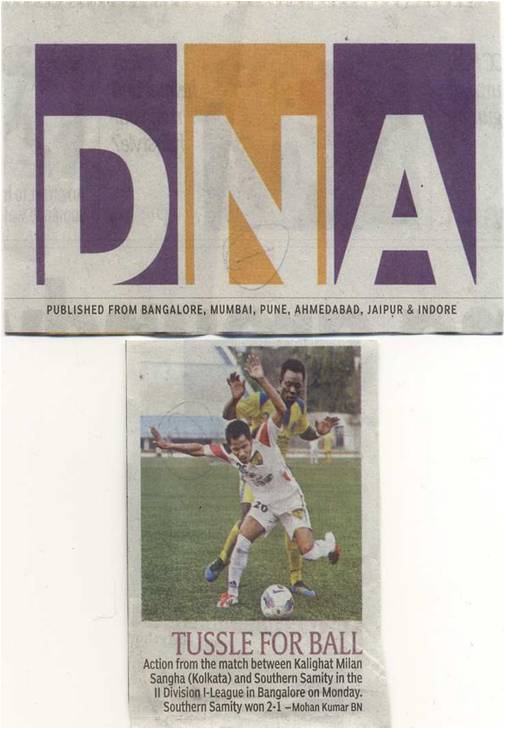 DNA
PUBLISHED FROM BANGALORE, MUMBAI, PUNE, AHMEDABAD, JAIPUR & INDORE
20
TUSSLE FOR BALL
Action from the match between Kalighat Milan
Sangha (Kolkata) and Southern Samity in the
II Division I-League in Bangalore on Monday.
Southern Samity won 2-1 –Mohan Kumar BN